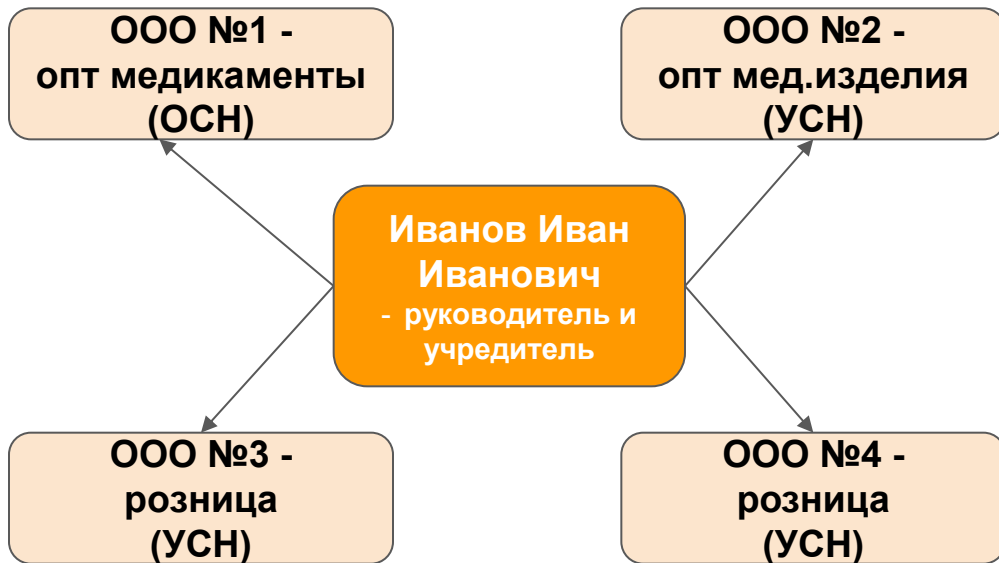 ООО №1 -
опт медикаменты
(ОСН)
ООО №2 -
опт мед.изделия
(УСН)
Иванов Иван
Иванович
- руководитель и
учредитель
ООО №3 -
розница
(УСН)
ООО №4 -
розница
(УСН)